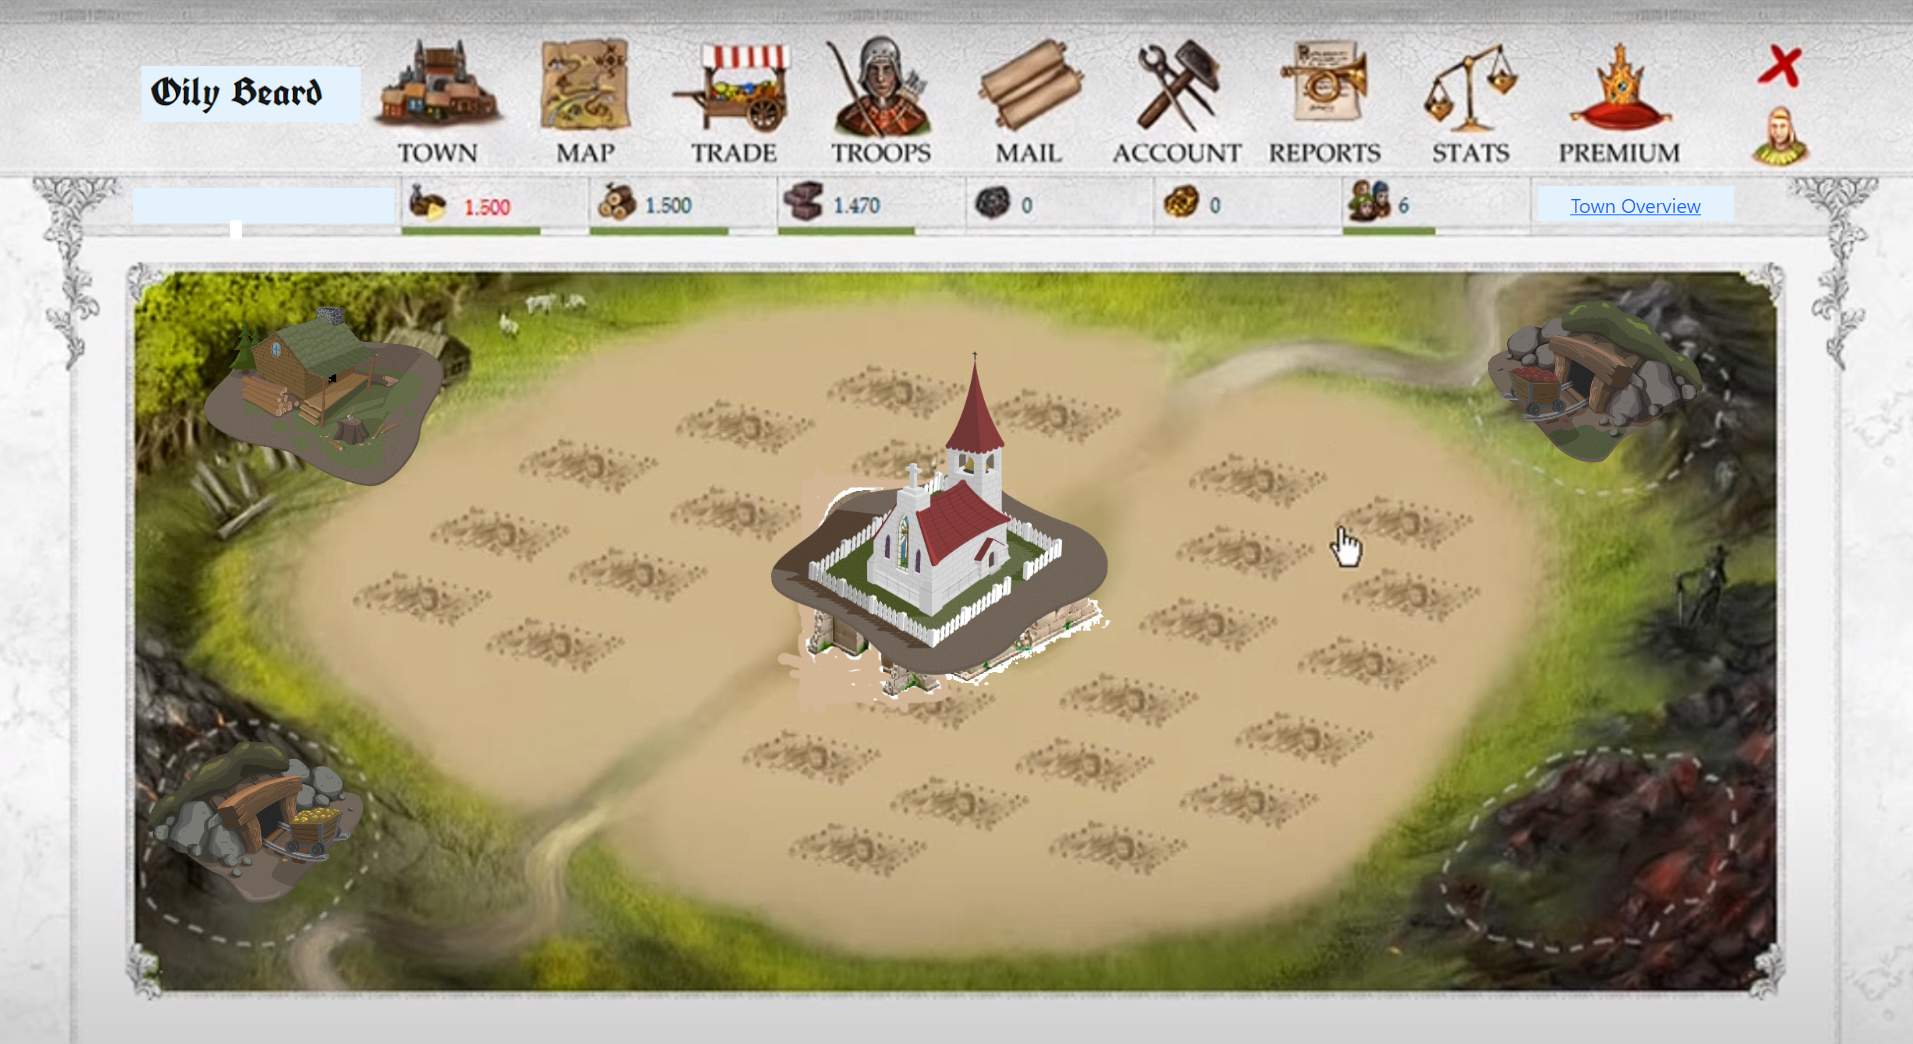 Oily Beard
TOWN
MAP
TRADE
TROOPS
MAIL
ACCOUNT
REPORTS
STATS
PREMIUM
1.500
1.500
1.470
0
0
6
Town Overview